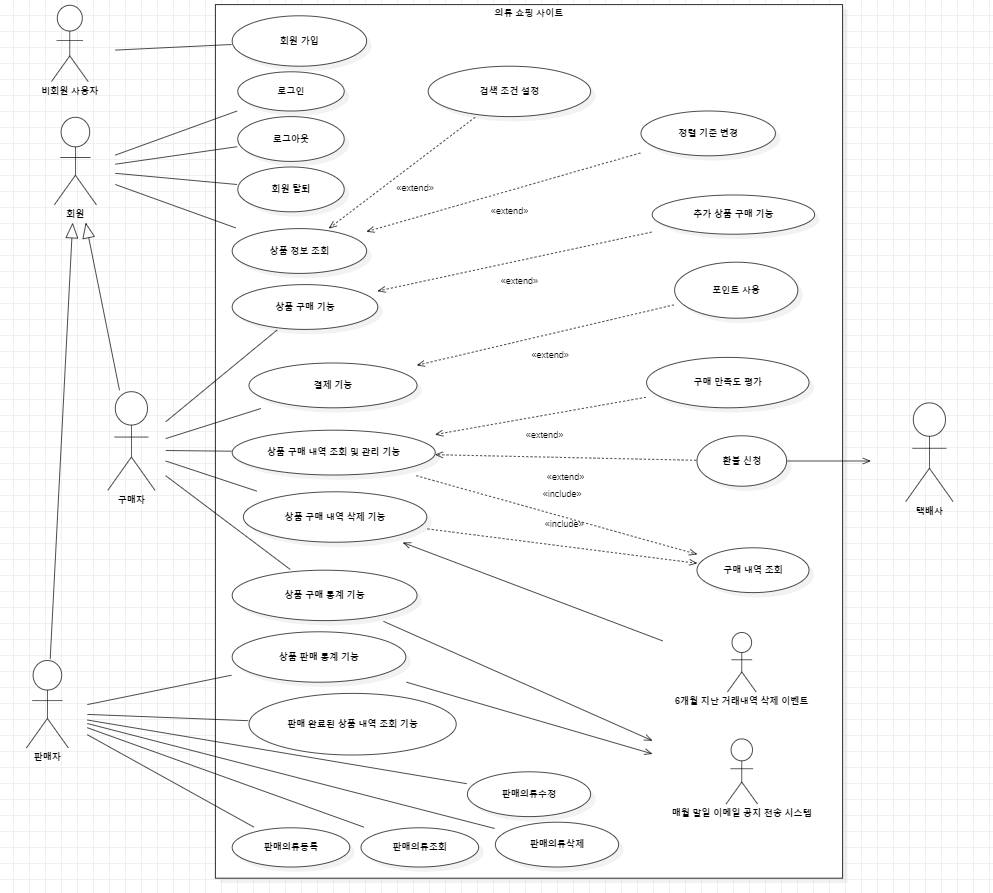 의류 쇼핑 사이트
회원 가입
비회원 사용자
로그인
검색 조건 설정
로그아웃
정렬 기준 변경
회원 탈퇴
«extend»
회원
«extend»
추가 상품 구매 기능
상품 정보 조회
«extend»
포인트 사용
상품 구매 기능
«extend»
결제 기능
구매 만족도 평가
«extend»
상품 구매 내역 조회 및 관리 기능
환불 신청
«extend»
«include»
구매자
택배사
상품 구매 내역 삭제 기능
«include»
구매 내역 조회
상품 구매 통계 기능
상품 판매 통계 기능
6개월 지난 거래내역 삭제 이벤트
판매 완료된 상품 내역 조회 기능
판매자
판매의류수정
매월 말일 이메일 공지 전송 시스템
판매의류등록
판매의류조회
판매의류삭제